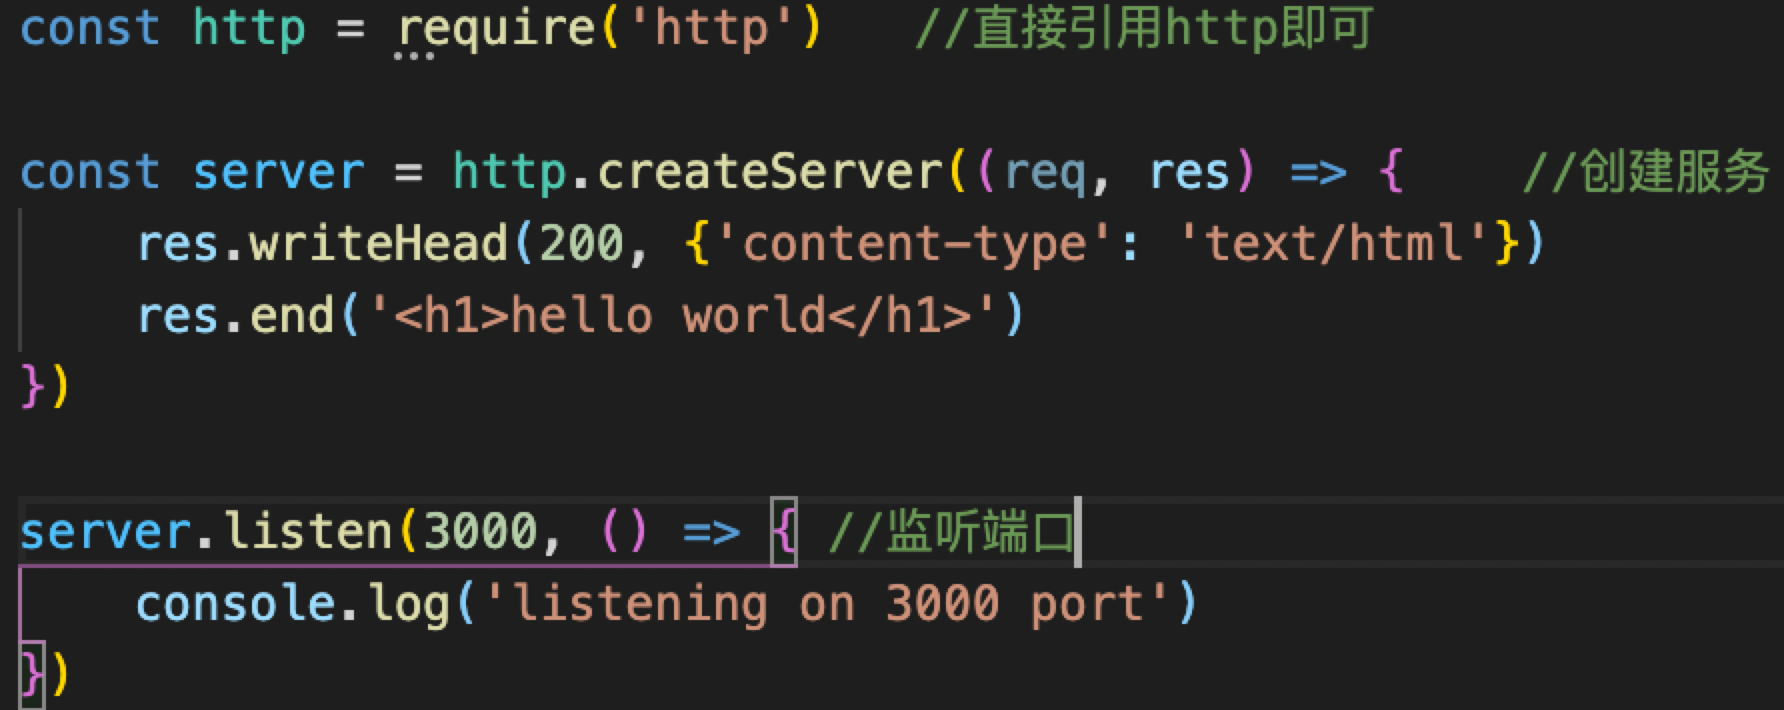 const http = require('http')   //直接引用http即可
const server = http.createServer((req, res) => {    //创建服务
    res.writeHead(200, {'content-type': 'text/html'})
    res.end('<h1>hello world</h1>')
})
server.listen(3000, () => { //监听端口
    console.log('listening on 3000 port')
})